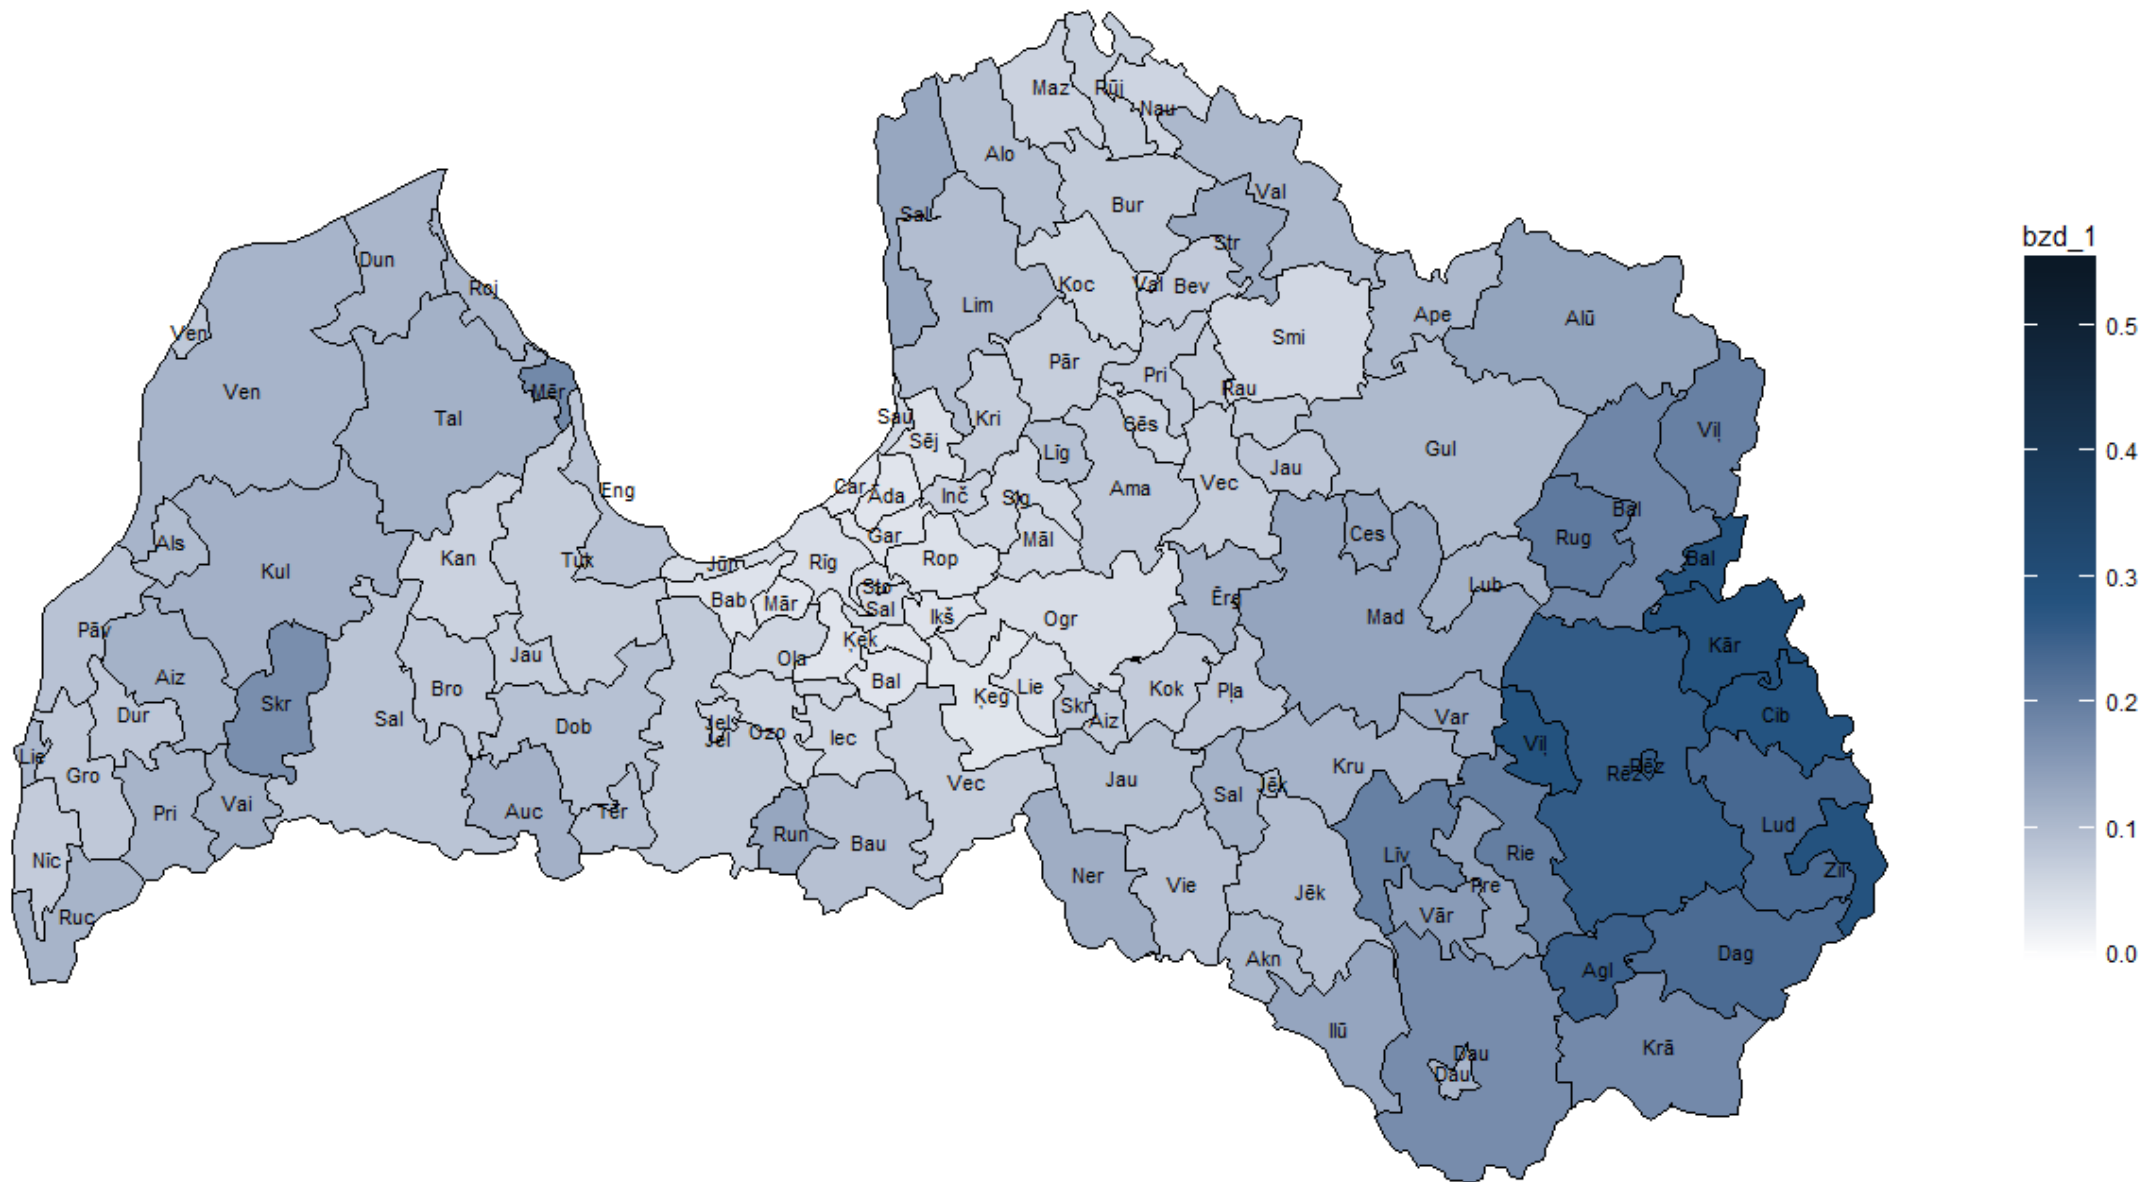 Maz
Rūj
Nau
Alo
Val
Bur
Sal
Str
Dun
Koc
Val
Bev
Roj
Lim
Ape
Alū
Ven
Smi
Pār
Pri
Rau
Ven
Mēr
Tal
Sau
Kri
Sēj
Cēs
Līg
Gul
Viļ
Jau
Eng
Car
Āda
Inč
Sig
Ama
Vec
Bal
Als
Gar
Māl
Ces
Rug
Kul
Kan
Tuk
Jūr
Rīg
Rop
Bal
Sto
Sal
Bab
Mār
Ikš
Ogr
Ērg
Lub
Mad
Pāv
Ķek
Kār
Aiz
Jau
Ola
Bro
Bal
Ķeg
Lie
Kok
Pļa
Skr
Skr
Aiz
Dur
Sal
Dob
Jel
Jel
Ozo
Iec
Var
Viļ
Cib
Lie
Gro
Vec
Jau
Kru
Rēz
Rēz
Vai
Pri
Auc
Tēr
Sal
Jēk
Run
Bau
Lud
Nīc
Ner
Vie
Līv
Rie
Zil
Pre
Jēk
Vār
Ruc
Akn
Agl
Dag
Ilū
Krā
Dau
Dau
bzd_1
0.5
0.4
0.3
0.2
0.1
0.0